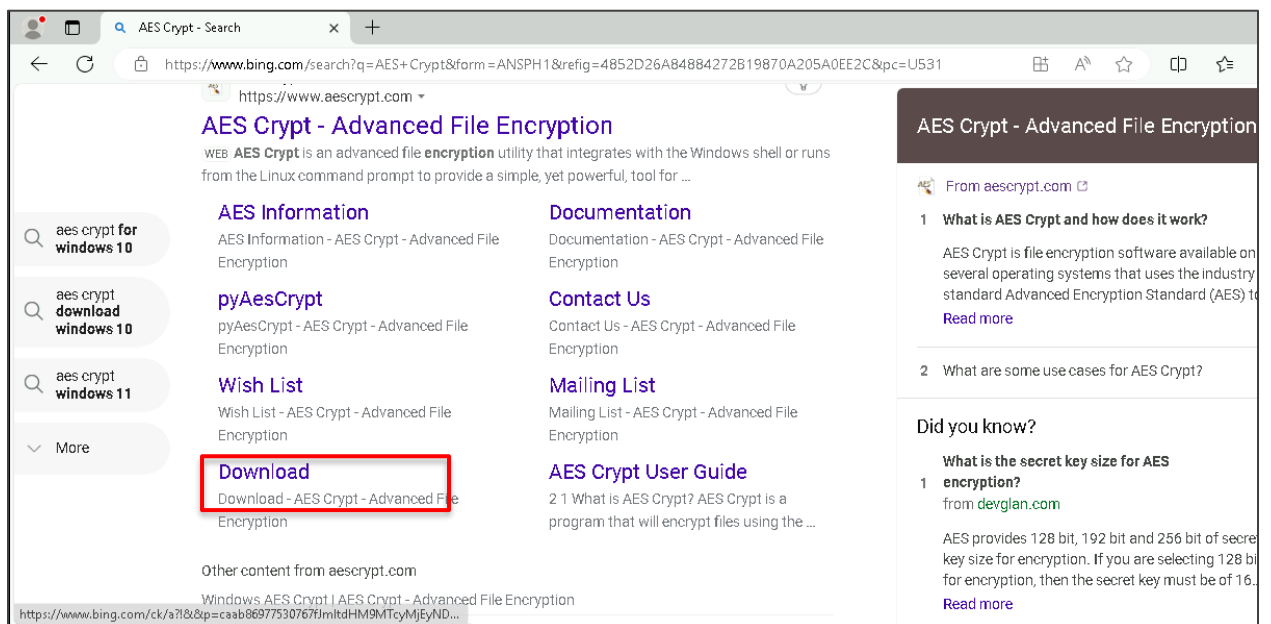 AES Crypt - Search
https://www.bing.com/search?q=AES+Crypt&form=ANSPH1&refig=4852D26A84884272B19870A205A0EE2C&pc=U531
aes crypt for
windows 10
aes crypt
download
windows 10
aes crypt
windows 11
More
https://www.aescrypt.com
AES Crypt - Advanced File Encryption
WEB AES Crypt is an advanced file encryption utility that integrates with the Windows shell or runs
from the Linux command prompt to provide a simple, yet powerful, tool for ...
AES Information
AES Information - AES Crypt - Advanced File
Encryption
Documentation
Documentation - AES Crypt - Advanced File
Encryption
pyAesCrypt
pyAesCrypt - AES Crypt - Advanced File
Encryption
Contact Us
Contact Us - AES Crypt - Advanced File
Encryption
Wish List
Wish List - AES Crypt - Advanced File
Encryption
Mailing List
Mailing List - AES Crypt - Advanced File
Encryption
Download
Download - AES Crypt - Advanced File
Encryption
AES Crypt User Guide
2 1 What is AES Crypt? AES Crypt is a
program that will encrypt files using the ...
Other content from aescrypt.com
Windows AES Crypt | AES Crypt - Advanced File Encryption
AES Crypt - Advanced File Encryption
From aescrypt.com
1 What is AES Crypt and how does it work?
AES Crypt is file encryption software available on
several operating systems that uses the industry
standard Advanced Encryption Standard (AES) to
Read more
2 What are some use cases for AES Crypt?
Did you know?
What is the secret key size for AES
1 encryption?
from devglan.com
AES provides 128 bit, 192 bit and 256 bit of secre
key size for encryption. If you are selecting 128 bi
for encryption, then the secret key must be of 16..
Read more